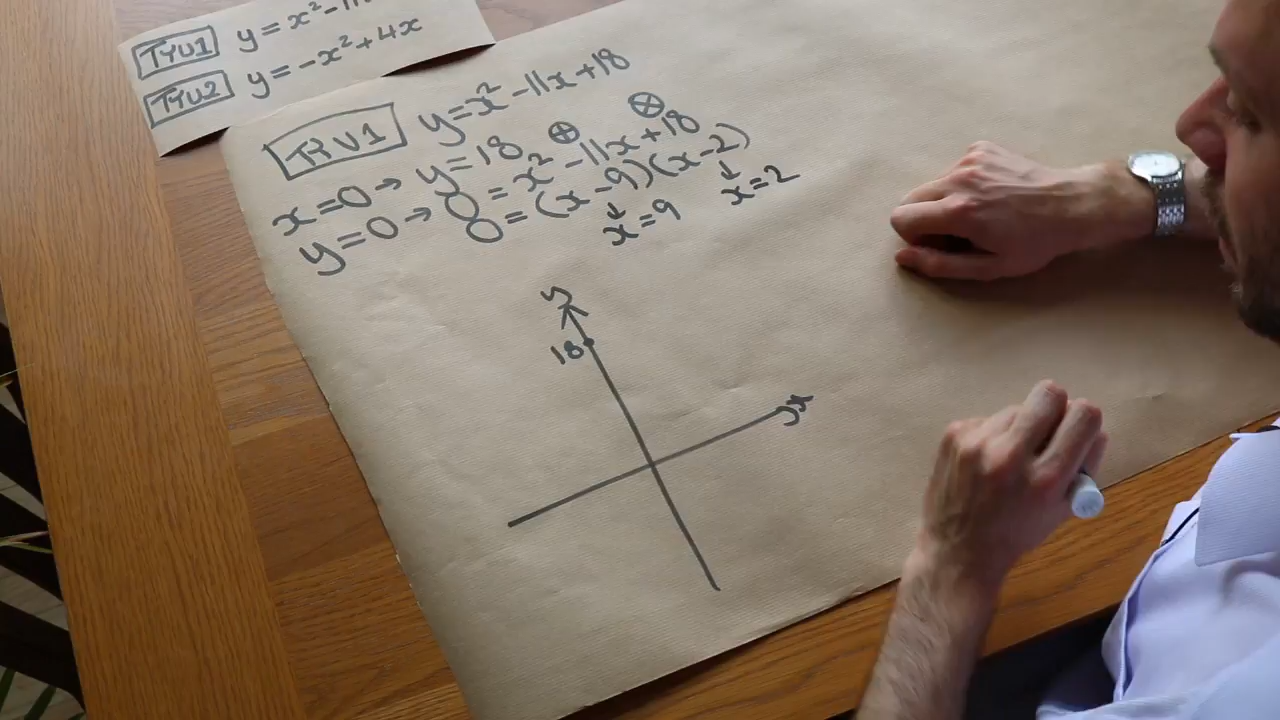 TYU1 y = x² - 11x
TYU2 y = -x² + 4x
TYU1 y = x² - 11x + 18
x = 0 → y = 18 ⊕ ⊗
y = 0 → 0 = x² - 11x + 18
0 = (x - 9)(x - 2)
↓ ↓
x = 9 x = 2
y
18
x